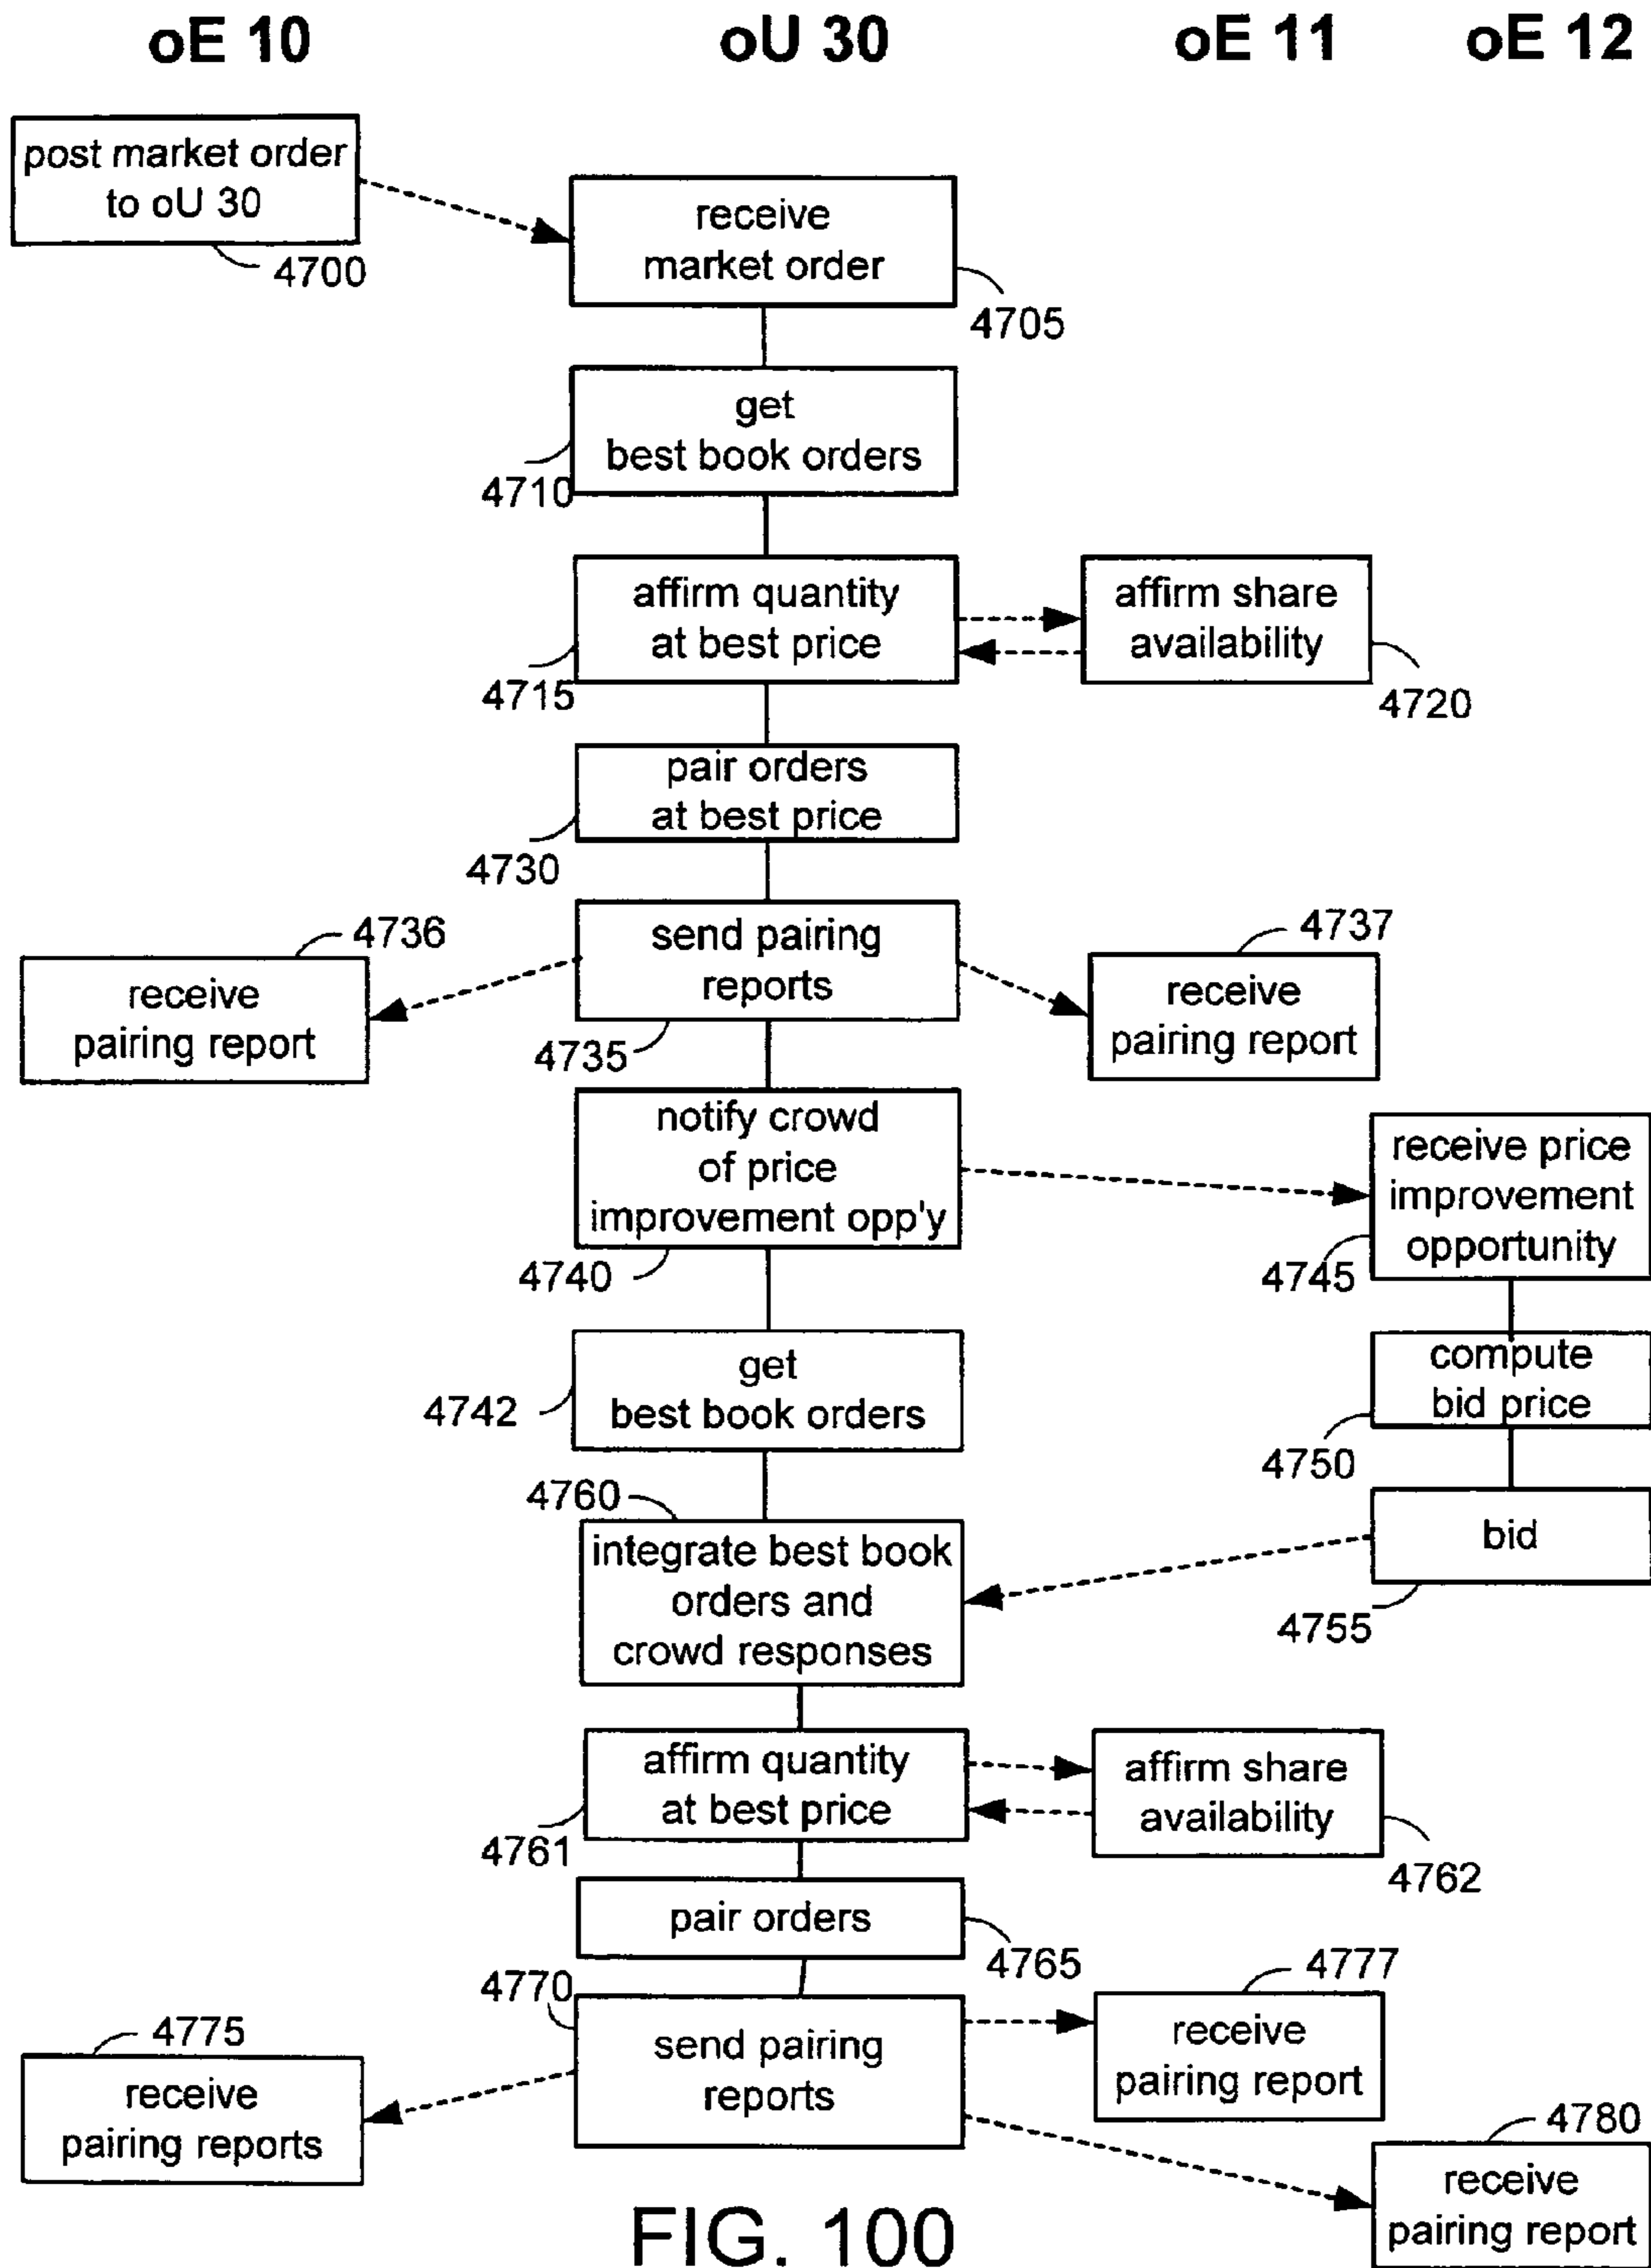 oE 10
oU 30
oE 11
oE 12
post market order
to oU 30
4700
receive
market order
4705
get
best book orders
4710
affirm quantity
at best price
4715
affirm share
availability
4720
pair orders
at best price
4730
send pairing
reports
4735
4736
receive
pairing report
4737
receive
pairing report
notify crowd
of price
improvement opp'y
4740
receive price
improvement
opportunity
4745
get
best book orders
4742
compute
bid price
4750
bid
4755
4760
integrate best book
orders and
crowd responses
affirm quantity
at best price
4761
affirm share
availability
4762
pair orders
4765
4770
send pairing
reports
4777
receive
pairing report
4775
receive
pairing reports
4780
receive
pairing report
FIG. 100